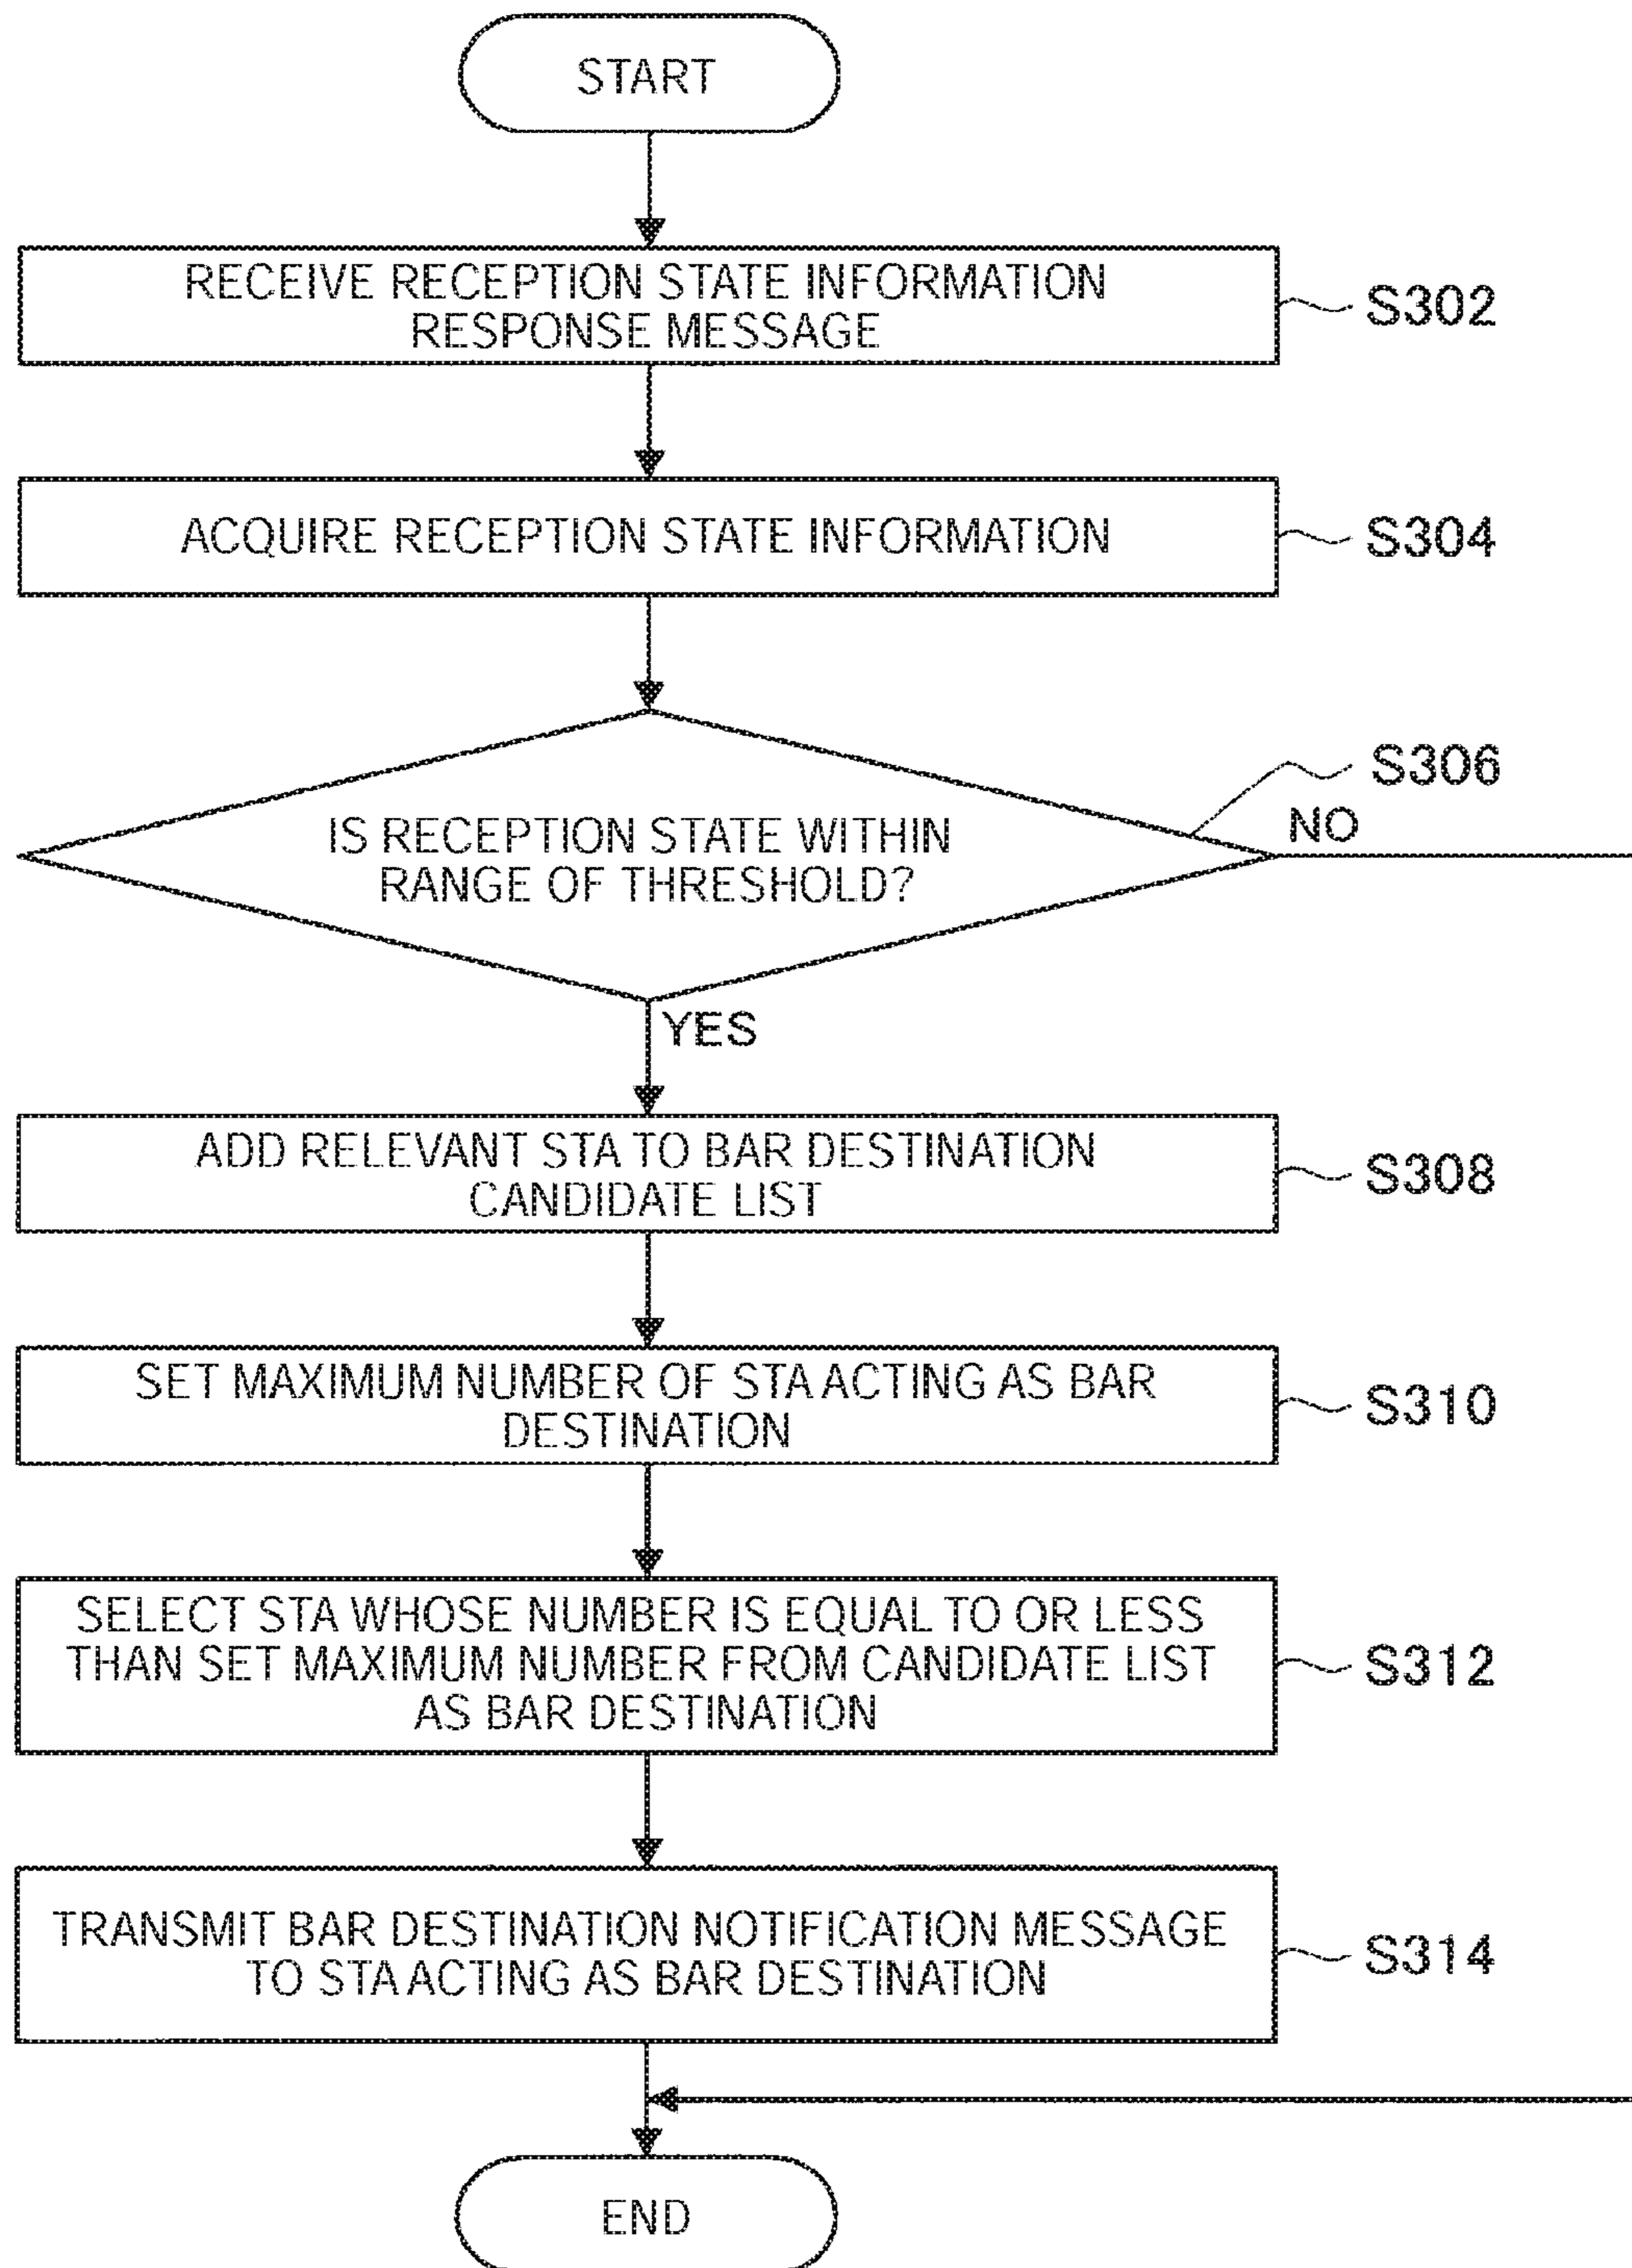 START
RECEIVE RECEPTION STATE INFORMATION
RESPONSE MESSAGE
S302
ACQUIRE RECEPTION STATE INFORMATION
S304
S306
NO
IS RECEPTION STATE WITHIN
RANGE OF THRESHOLD?
YES
ADD RELEVANT STA TO BAR DESTINATION
CANDIDATE LIST
S308
SET MAXIMUM NUMBER OF STA ACTING AS BAR
DESTINATION
S310
SELECT STA WHOSE NUMBER IS EQUAL TO OR LESS
THAN SET MAXIMUM NUMBER FROM CANDIDATE LIST
AS BAR DESTINATION
S312
TRANSMIT BAR DESTINATION NOTIFICATION MESSAGE
TO STA ACTING AS BAR DESTINATION
S314
END